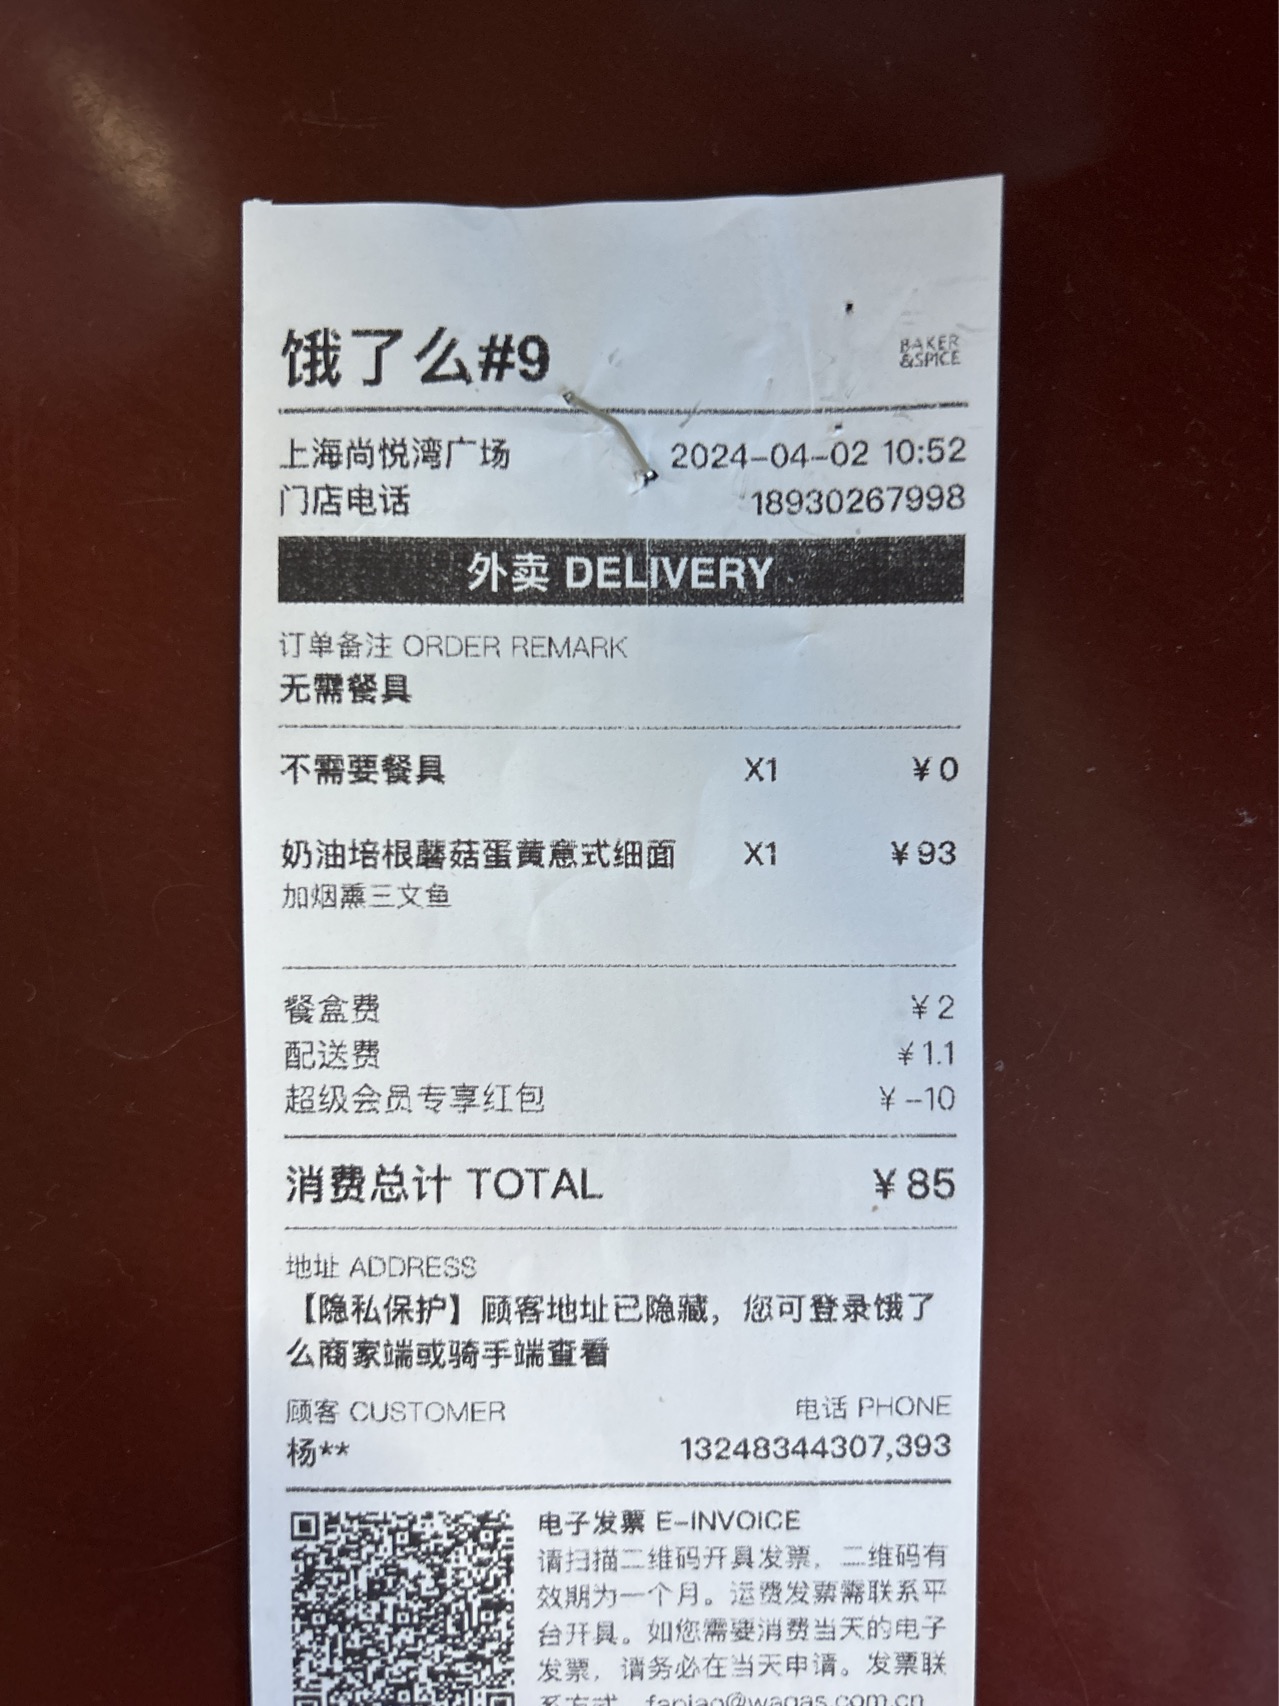 饿了么#9
BAKER
&SPICE
上海尚悦湾广场 2024-04-02 10:52
门店电话 18930267998
外卖 DELIVERY
订单备注 ORDER REMARK
无需餐具
不需要餐具 X1 ¥0
奶油培根蘑菇蛋黄意式细面 X1 ¥93
加烟熏三文鱼
餐盒费 ¥2
配送费 ¥1.1
超级会员专享红包 ¥-10
消费总计 TOTAL ¥85
地址 ADDRESS
【隐私保护】顾客地址已隐藏，您可登录饿了
么商家端或骑手端查看
顾客 CUSTOMER 电话 PHONE
杨** 13248344307,393
电子发票 E-INVOICE
请扫描二维码开具发票，二维码有
效期为一个月。运费发票需联系平
台开具。如您需要消费当天的电子
发票，请务必在当天申请。发票联
系方式 fapiao@wagas.com.cn